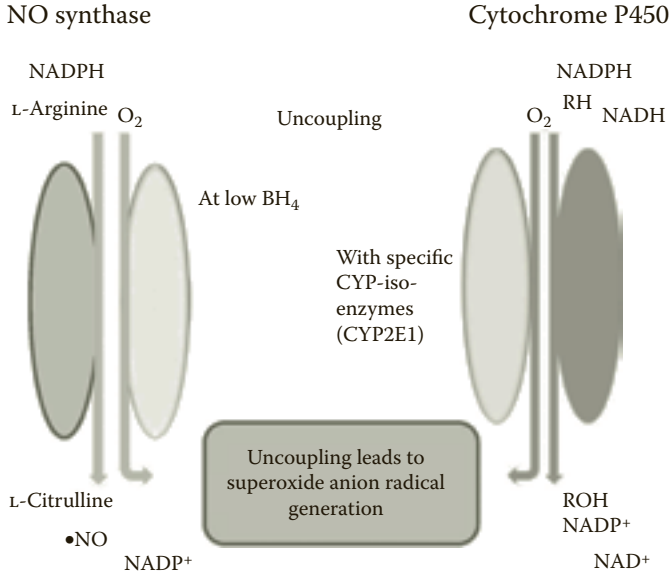 NO synthase
Cytochrome P450
NADPH
L-Arginine
O₂
Uncoupling
NADPH
RH
O₂
NADH
At low BH₄
With specific
CYP-iso-
enzymes
(CYP2E1)
Uncoupling leads to
superoxide anion radical
generation
L-Citrulline
•NO
NADP⁺
ROH
NADP⁺
NAD⁺